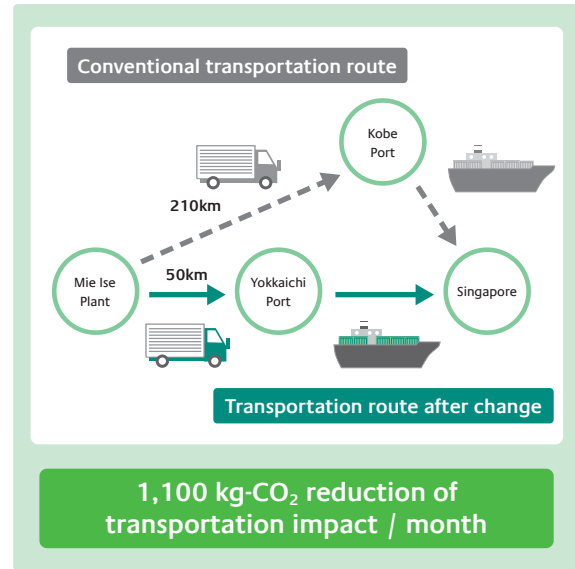 Conventional transportation route
Kobe
Port
210km
50km
Mie Ise
Plant
Yokkaichi
Port
Singapore
Transportation route after change
1,100 kg-CO₂ reduction of
transportation impact / month